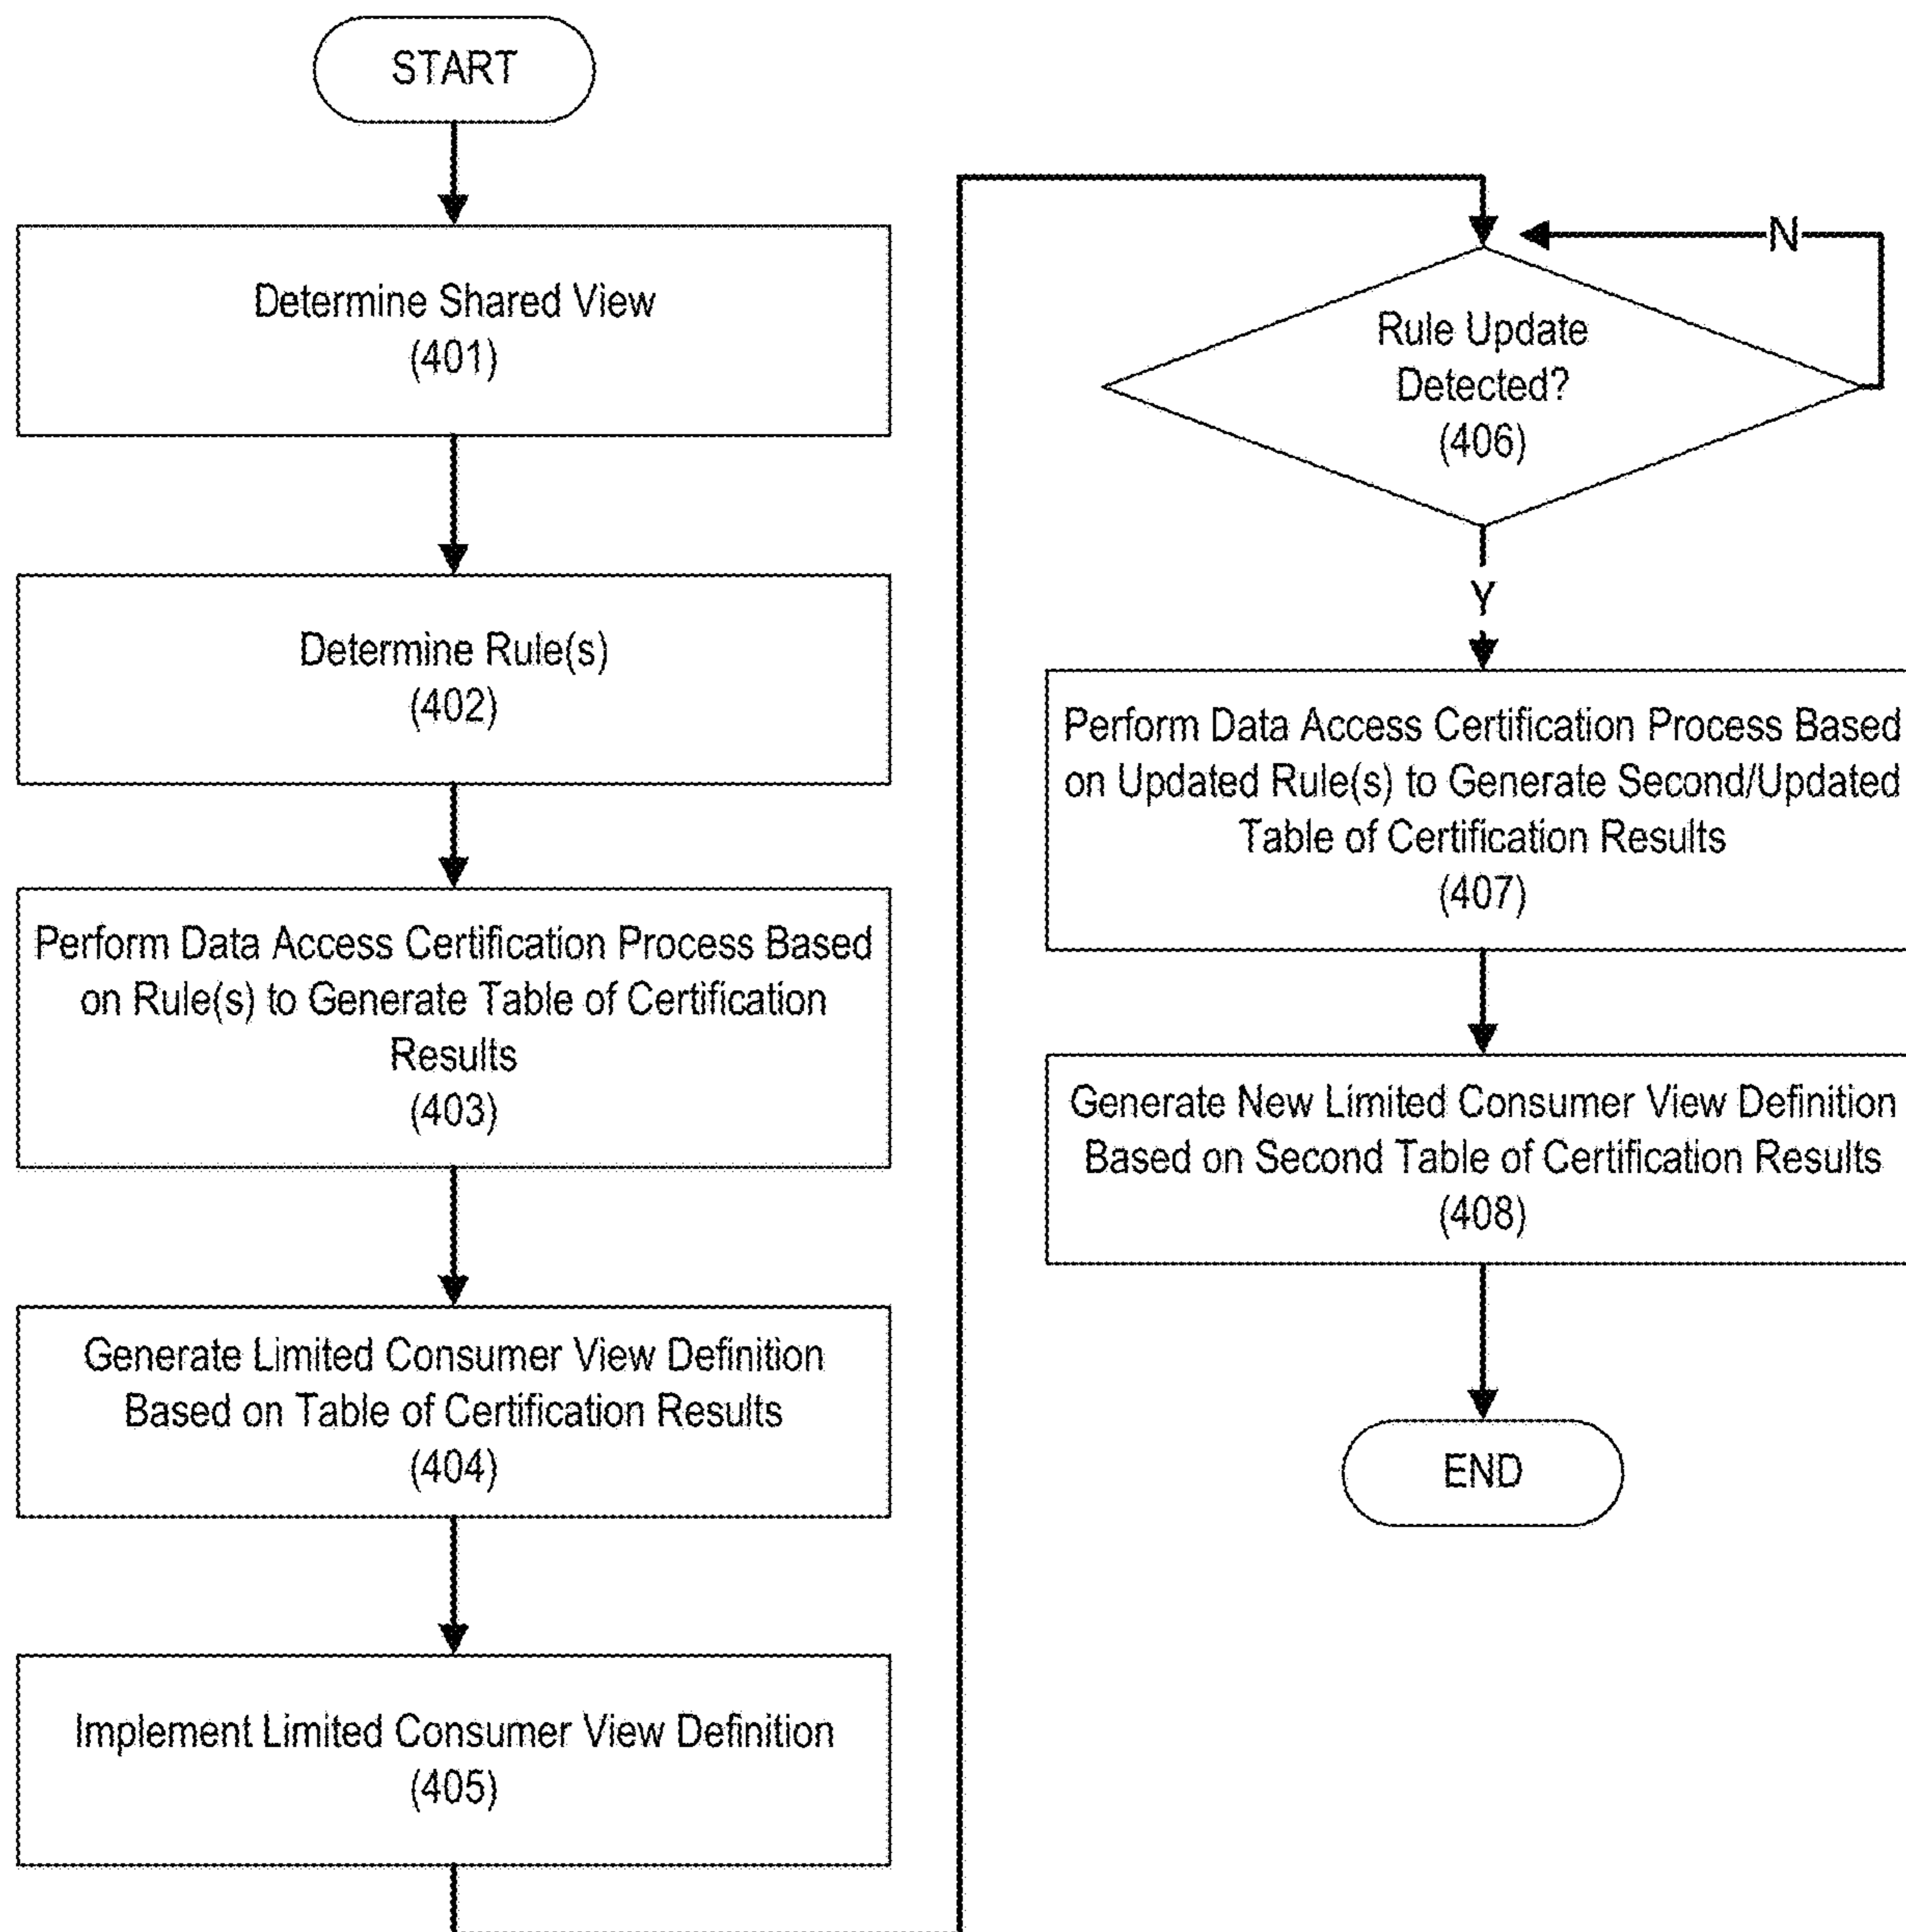 START
Determine Shared View
(401)
Determine Rule(s)
(402)
Perform Data Access Certification Process Based
on Rule(s) to Generate Table of Certification
Results
(403)
Generate Limited Consumer View Definition
Based on Table of Certification Results
(404)
Implement Limited Consumer View Definition
(405)
Rule Update
Detected?
(406)
N
Y
Perform Data Access Certification Process Based
on Updated Rule(s) to Generate Second/Updated
Table of Certification Results
(407)
Generate New Limited Consumer View Definition
Based on Second Table of Certification Results
(408)
END